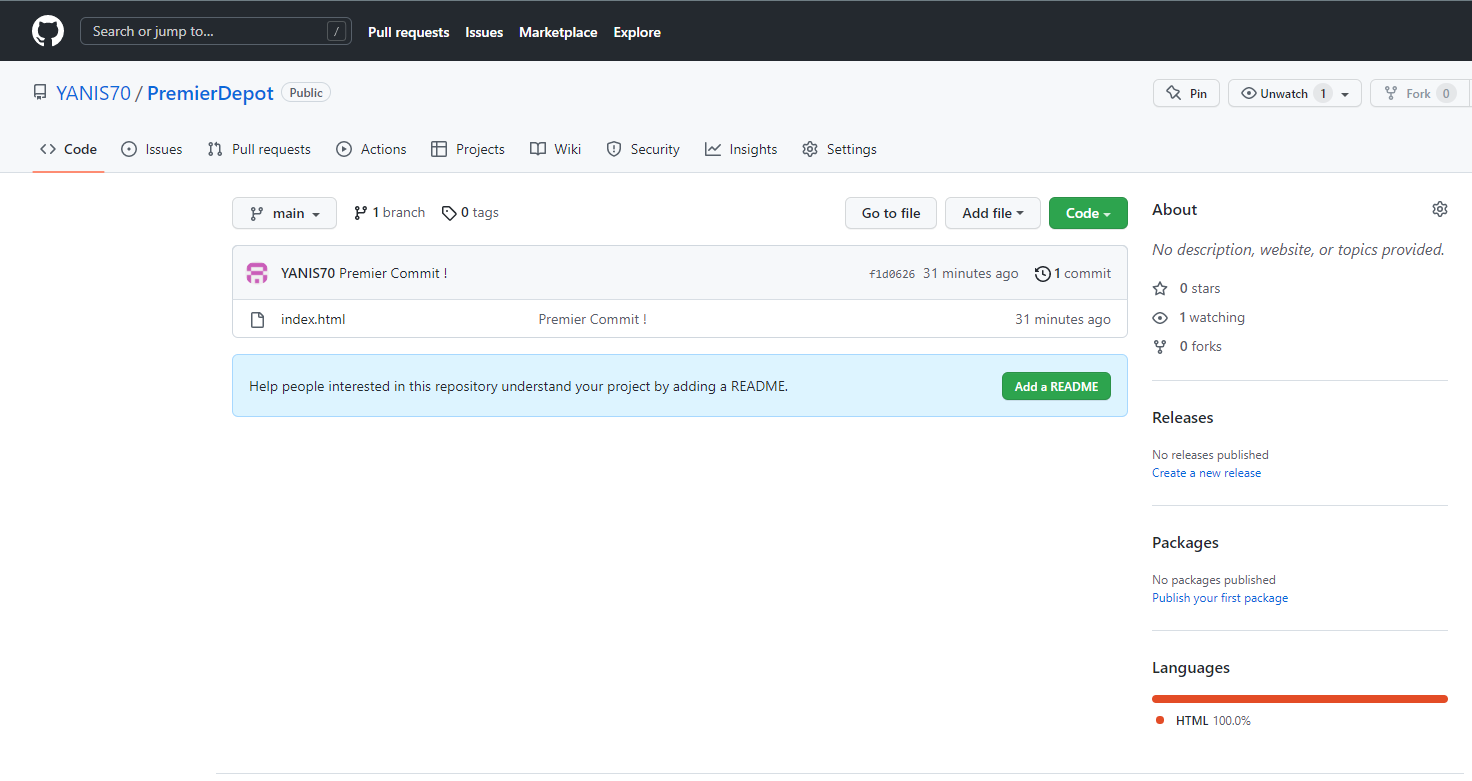 Search or jump to... /
Pull requests Issues Marketplace Explore
YANIS70 / PremierDepot Public
Pin Unwatch 1 Fork 0
Code Issues Pull requests Actions Projects Wiki Security Insights Settings
main 1 branch 0 tags
Go to file Add file Code
YANIS70 Premier Commit ! f1d0626 31 minutes ago 1 commit
index.html Premier Commit ! 31 minutes ago
Help people interested in this repository understand your project by adding a README. Add a README
About
No description, website, or topics provided.
0 stars
1 watching
0 forks
Releases
No releases published
Create a new release
Packages
No packages published
Publish your first package
Languages
HTML 100.0%